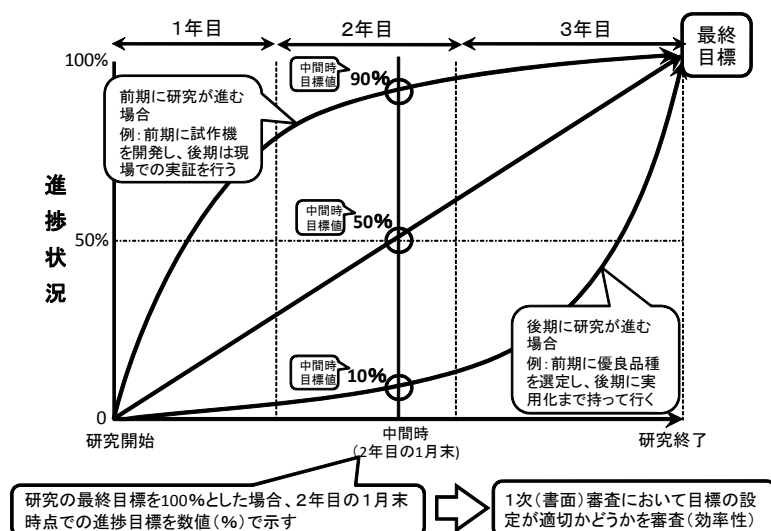 1年目
2年目
3年目
最終
目標
100%
中間時
目標値
90%
前期に研究が進む
場合
例:前期に試作機
を開発し、後期は現
場での実証を行う
進捗状況
中間時
目標値
50%
50%
後期に研究が進む
場合
例:前期に優良品種
を選定し、後期に実
用化まで持って行く
中間時
目標値
10%
0
研究開始
中間時
(2年目の1月末)
研究終了
研究の最終目標を100%とした場合、2年目の1月末
時点での進捗目標を数値(%)で示す
1次(書面)審査において目標の設
定が適切かどうかを審査(効率性)